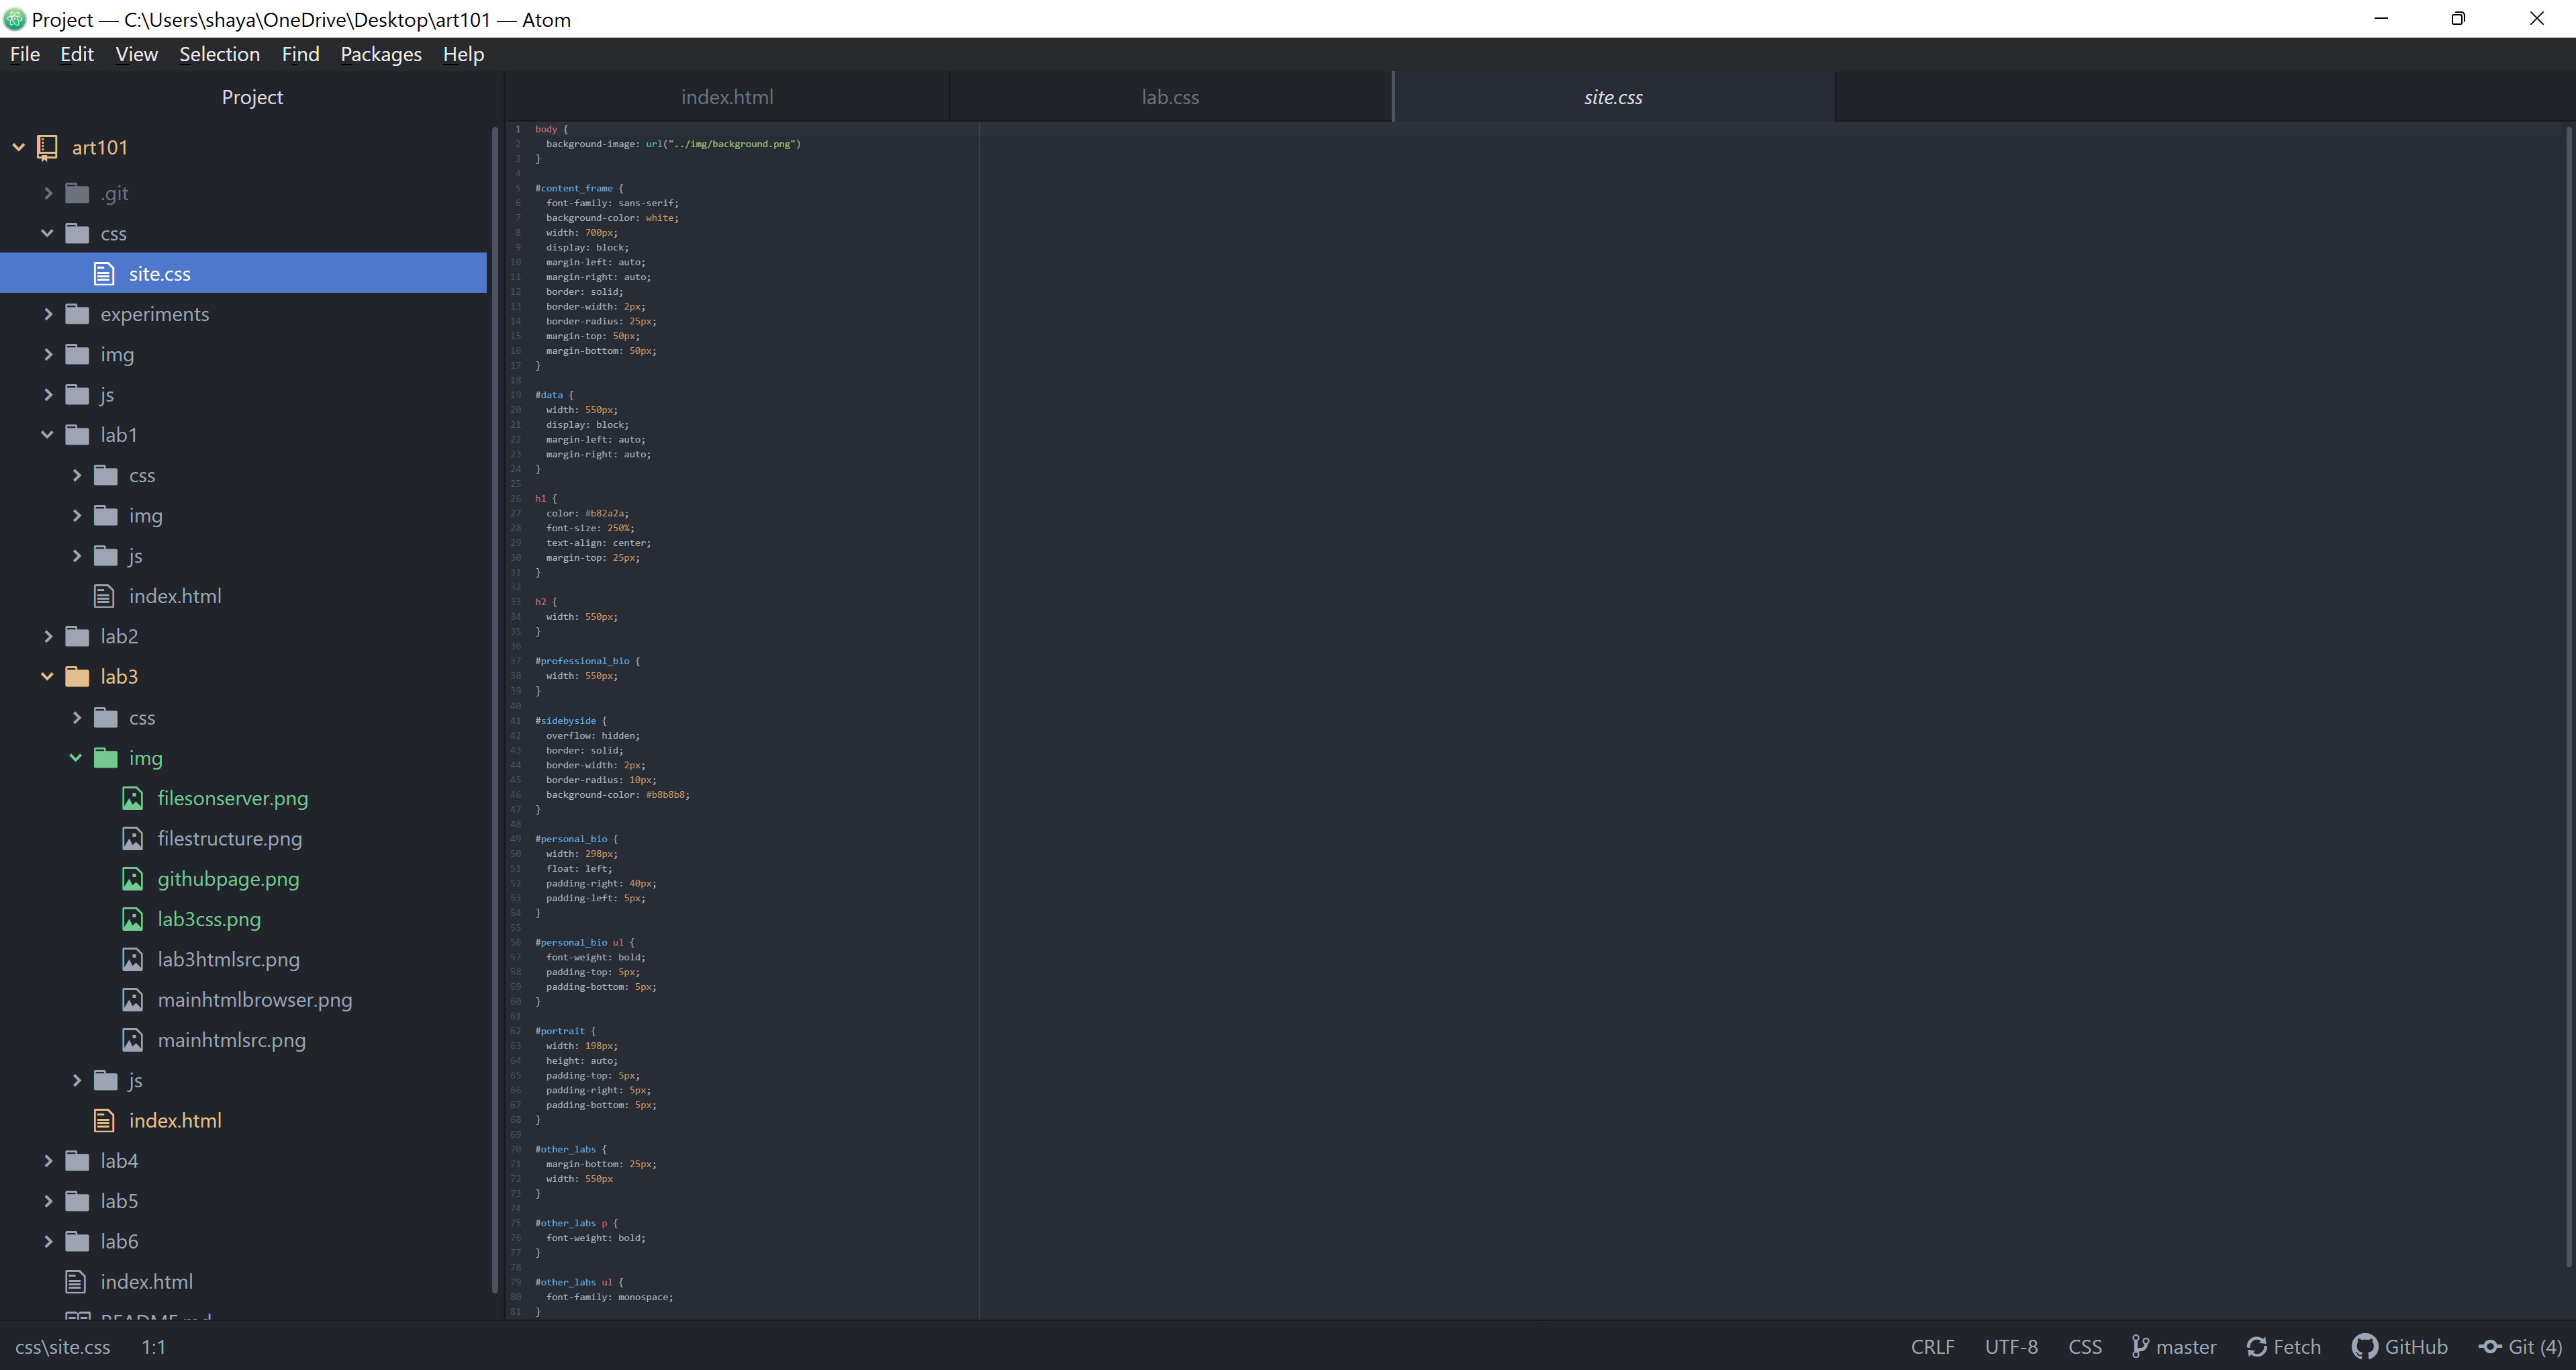 Project — C:\Users\shaya\OneDrive\Desktop\art101 — Atom
File Edit View Selection Find Packages Help
Project
art101
.git
css
site.css
experiments
img
js
lab1
css
img
js
index.html
lab2
lab3
css
img
filesonserver.png
filestructure.png
githubpage.png
lab3css.png
lab3htmlsrc.png
mainhtmlbrowser.png
mainhtmlsrc.png
js
index.html
lab4
lab5
lab6
index.html
README.md
index.html lab.css site.css
1 body {
2 background-image: url("../img/background.png")
3 }
4
5 #content_frame {
6 font-family: sans-serif;
7 background-color: white;
8 width: 700px;
9 display: block;
10 margin-left: auto;
11 margin-right: auto;
12 border: solid;
13 border-width: 2px;
14 border-radius: 25px;
15 margin-top: 50px;
16 margin-bottom: 50px;
17 }
18
19 #data {
20 width: 550px;
21 display: block;
22 margin-left: auto;
23 margin-right: auto;
24 }
25
26 h1 {
27 color: #b82a2a;
28 font-size: 250%;
29 text-align: center;
30 margin-top: 25px;
31 }
32
33 h2 {
34 width: 550px;
35 }
36
37 #professional_bio {
38 width: 550px;
39 }
40
41 #sidebyside {
42 overflow: hidden;
43 border: solid;
44 border-width: 2px;
45 border-radius: 10px;
46 background-color: #b8b8b8;
47 }
48
49 #personal_bio {
50 width: 298px;
51 float: left;
52 padding-right: 40px;
53 padding-left: 5px;
54 }
55
56 #personal_bio ul {
57 font-weight: bold;
58 padding-top: 5px;
59 padding-bottom: 5px;
60 }
61
62 #portrait {
63 width: 198px;
64 height: auto;
65 padding-top: 5px;
66 padding-right: 5px;
67 padding-bottom: 5px;
68 }
69
70 #other_labs {
71 margin-bottom: 25px;
72 width: 550px
73 }
74
75 #other_labs p {
76 font-weight: bold;
77 }
78
79 #other_labs ul {
80 font-family: monospace;
81 }
css\site.css 1:1 CRLF UTF-8 CSS master Fetch GitHub Git (4)